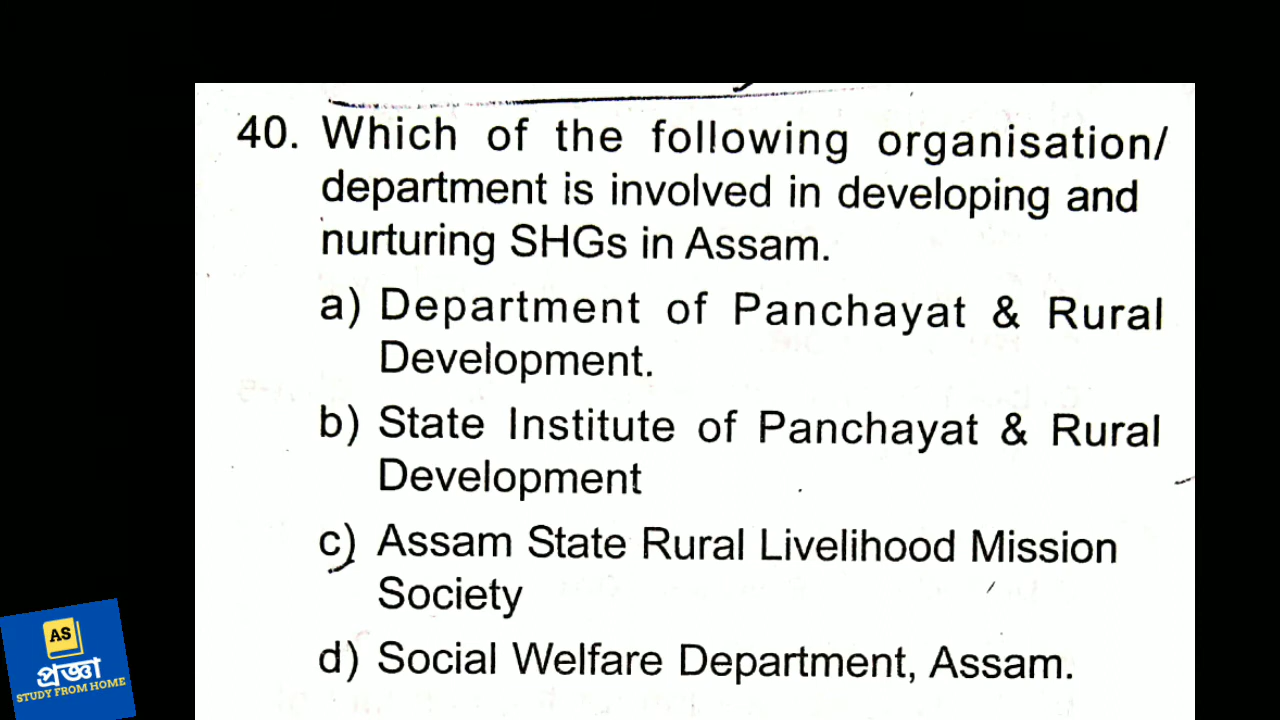 40. Which of the following organisation/
department is involved in developing and
nurturing SHGs in Assam.
a) Department of Panchayat & Rural
Development.
b) State Institute of Panchayat & Rural
Development
c) Assam State Rural Livelihood Mission
Society
d) Social Welfare Department, Assam.
AS
প্রজ্ঞা
STUDY FROM HOME